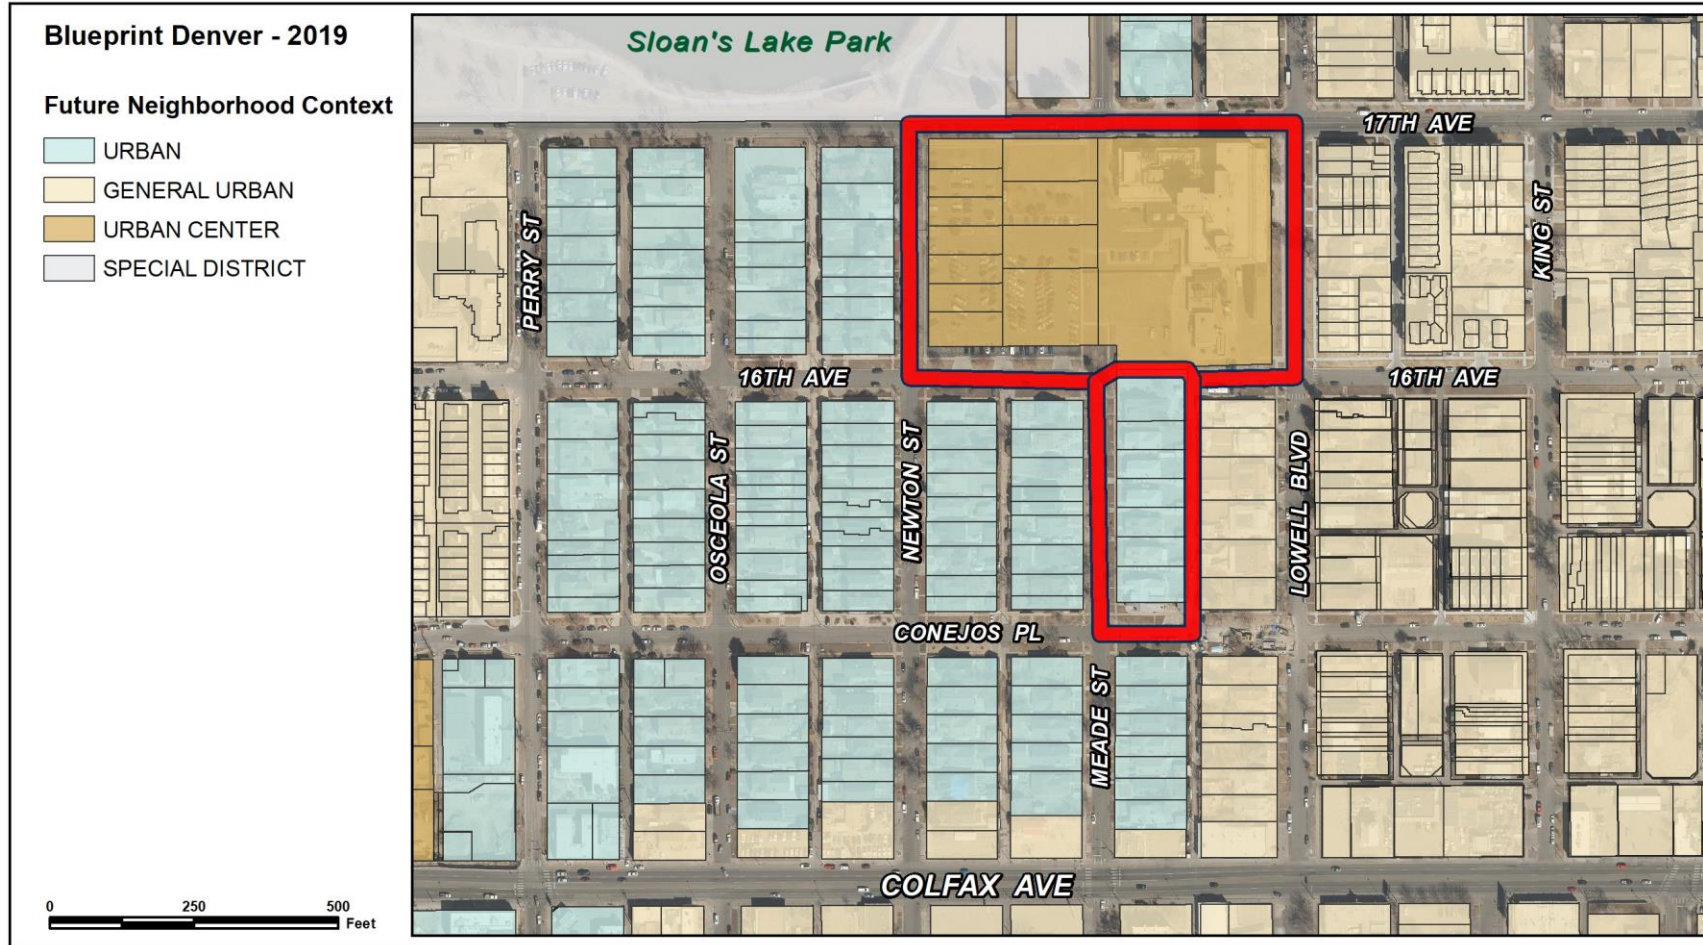 Blueprint Denver - 2019
Future Neighborhood Context
URBAN
GENERAL URBAN
URBAN CENTER
SPECIAL DISTRICT
0 250 500
Feet
Sloan's Lake Park
17TH AVE
PERRY ST
KING ST
16TH AVE
16TH AVE
OSCEOLA ST
NEWTON ST
LOWELL BLVD
CONEJOS PL
MEADE ST
COLFAX AVE